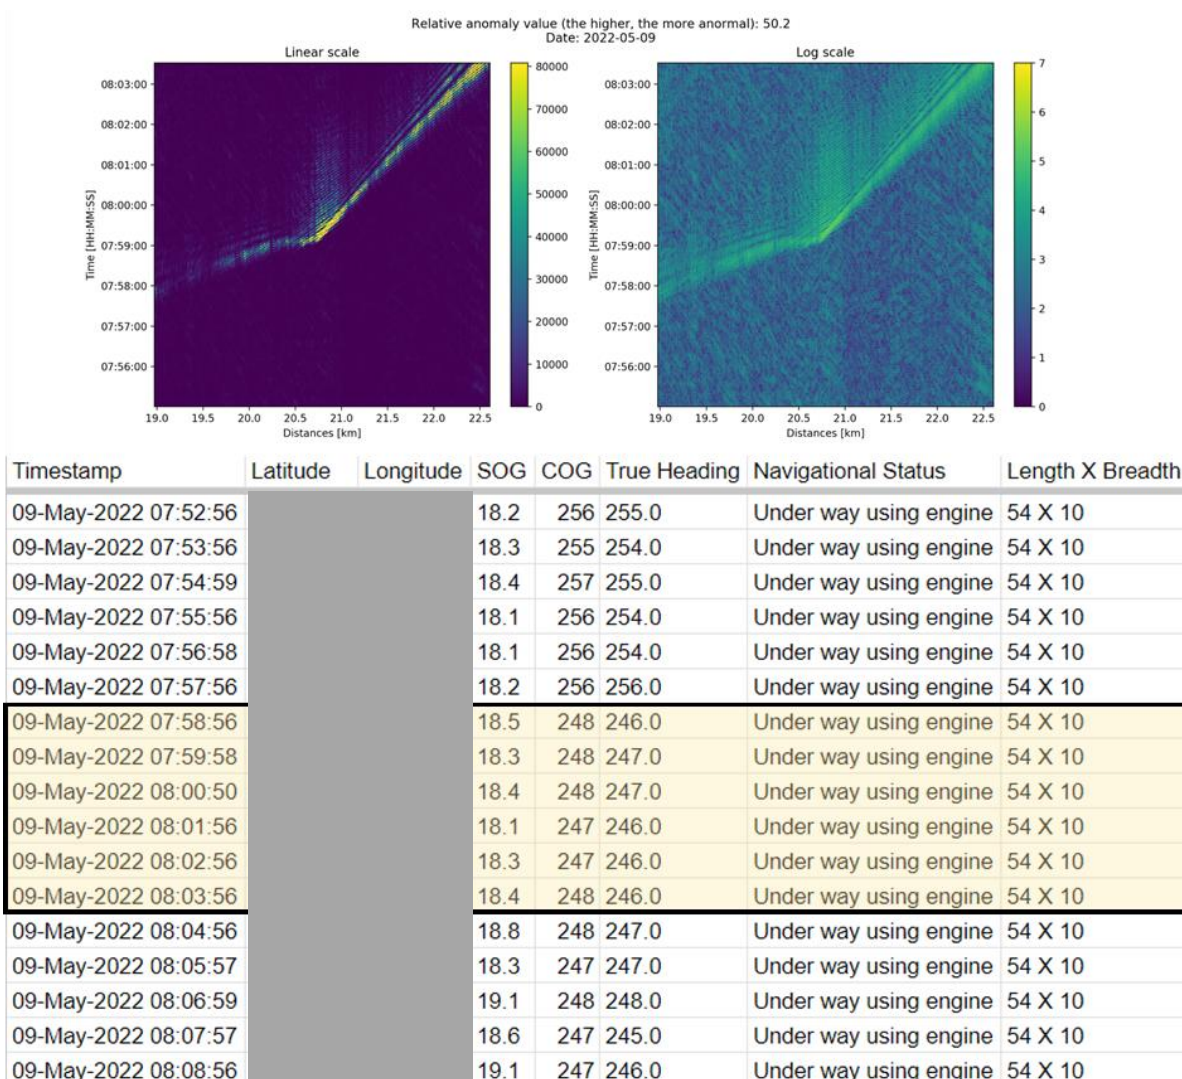 Relative anomaly value (the higher, the more anormal): 50.2
Date: 2022-05-09
Linear scale
Log scale
08:03:00
08:02:00
08:01:00
08:00:00
07:59:00
07:58:00
07:57:00
07:56:00
Time [HH:MM:SS]
19.0 19.5 20.0 20.5 21.0 21.5 22.0 22.5
Distances [km]
80000
70000
60000
50000
40000
30000
20000
10000
0
08:03:00
08:02:00
08:01:00
08:00:00
07:59:00
07:58:00
07:57:00
07:56:00
Time [HH:MM:SS]
19.0 19.5 20.0 20.5 21.0 21.5 22.0 22.5
Distances [km]
7
6
5
4
3
2
1
0
Timestamp Latitude Longitude SOG COG True Heading Navigational Status Length X Breadth
09-May-2022 07:52:56 18.2 256 255.0 Under way using engine 54 X 10
09-May-2022 07:53:56 18.3 255 254.0 Under way using engine 54 X 10
09-May-2022 07:54:59 18.4 257 255.0 Under way using engine 54 X 10
09-May-2022 07:55:56 18.1 256 254.0 Under way using engine 54 X 10
09-May-2022 07:56:58 18.1 256 254.0 Under way using engine 54 X 10
09-May-2022 07:57:56 18.2 256 256.0 Under way using engine 54 X 10
09-May-2022 07:58:56 18.5 248 246.0 Under way using engine 54 X 10
09-May-2022 07:59:58 18.3 248 247.0 Under way using engine 54 X 10
09-May-2022 08:00:50 18.4 248 247.0 Under way using engine 54 X 10
09-May-2022 08:01:56 18.1 247 246.0 Under way using engine 54 X 10
09-May-2022 08:02:56 18.3 247 246.0 Under way using engine 54 X 10
09-May-2022 08:03:56 18.4 248 246.0 Under way using engine 54 X 10
09-May-2022 08:04:56 18.8 248 247.0 Under way using engine 54 X 10
09-May-2022 08:05:57 18.3 247 247.0 Under way using engine 54 X 10
09-May-2022 08:06:59 19.1 248 248.0 Under way using engine 54 X 10
09-May-2022 08:07:57 18.6 247 245.0 Under way using engine 54 X 10
09-May-2022 08:08:56 19.1 247 246.0 Under way using engine 54 X 10